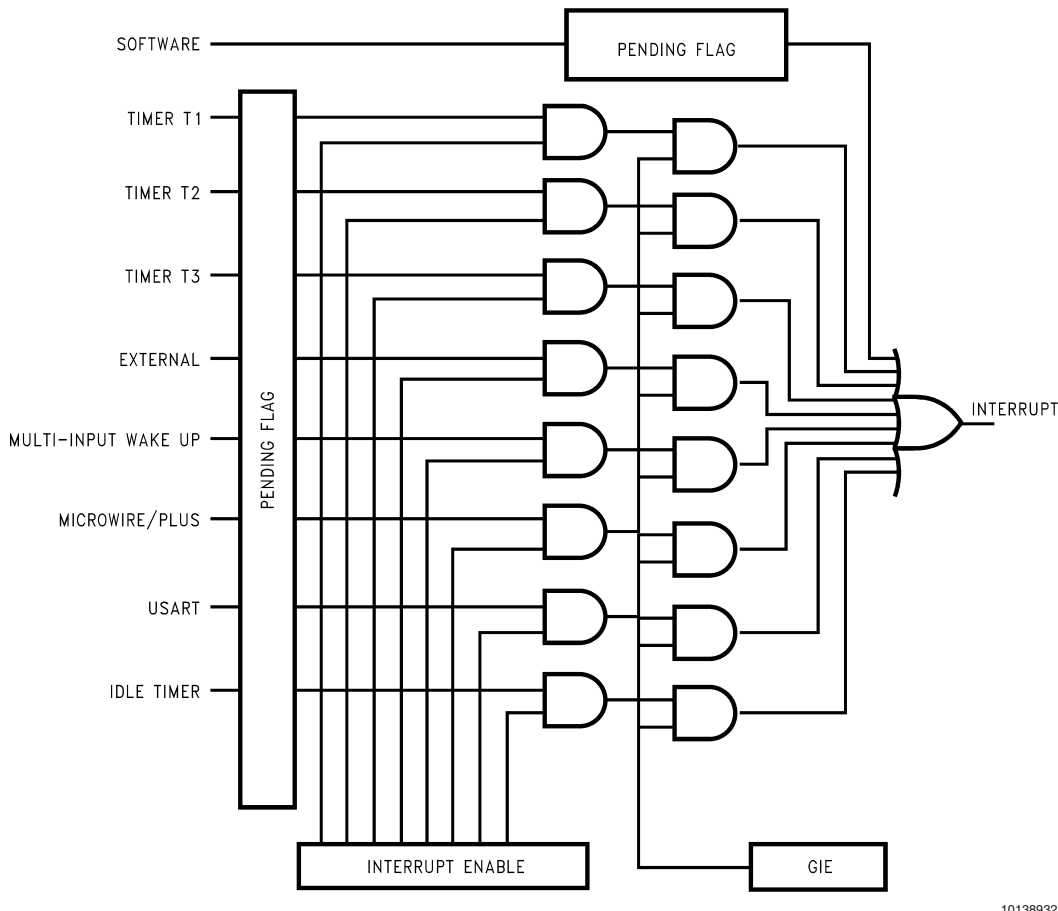 SOFTWARE
PENDING FLAG
TIMER T1
TIMER T2
TIMER T3
EXTERNAL
MULTI-INPUT WAKE UP
MICROWIRE/PLUS
USART
IDLE TIMER
PENDING FLAG
INTERRUPT
INTERRUPT ENABLE
GIE
10138932